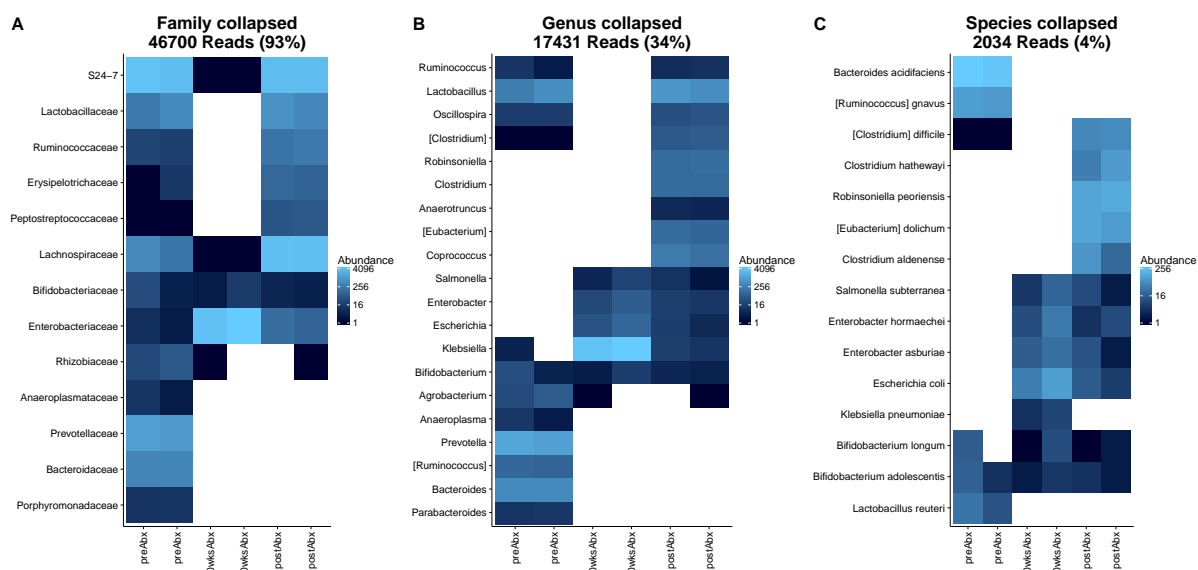 A
Family collapsed
46700 Reads (93%)
S24−7
Lactobacillaceae
Ruminococcaceae
Erysipelotrichaceae
Peptostreptococcaceae
Lachnospiraceae
Bifidobacteriaceae
Enterobacteriaceae
Rhizobiaceae
Anaeroplasmataceae
Prevotellaceae
Bacteroidaceae
Porphyromonadaceae
preAbx
preAbx
postAbx
postAbx
Abundance
4096
256
16
1
B
Genus collapsed
17431 Reads (34%)
Ruminococcus
Lactobacillus
Oscillospira
[Clostridium]
Robinsoniella
Clostridium
Anaerotruncus
[Eubacterium]
Coprococcus
Salmonella
Enterobacter
Escherichia
Klebsiella
Bifidobacterium
Agrobacterium
Anaeroplasma
Prevotella
[Ruminococcus]
Bacteroides
Parabacteroides
preAbx
preAbx
postAbx
postAbx
Abundance
4096
256
16
1
C
Species collapsed
2034 Reads (4%)
Bacteroides acidifaciens
[Ruminococcus] gnavus
[Clostridium] difficile
Clostridium hathewayi
Robinsoniella peoriensis
[Eubacterium] dolichum
Clostridium aldenense
Salmonella subterranea
Enterobacter hormaechei
Enterobacter asburiae
Escherichia coli
Klebsiella pneumoniae
Bifidobacterium longum
Bifidobacterium adolescentis
Lactobacillus reuteri
preAbx
preAbx
postAbx
postAbx
Abundance
256
16
1